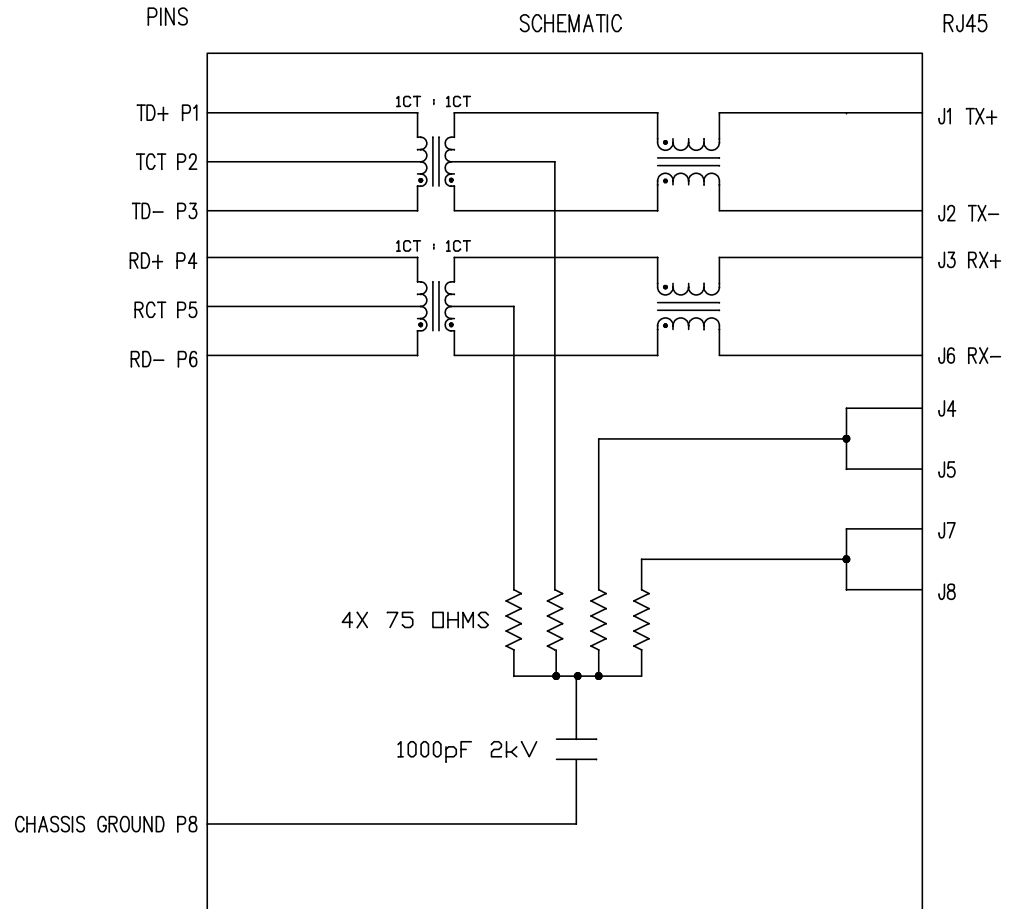 PINS
SCHEMATIC
RJ45
1CT : 1CT
TD+ P1
J1 TX+
TCT P2
TD- P3
J2 TX-
1CT : 1CT
RD+ P4
J3 RX+
RCT P5
RD- P6
J6 RX-
J4
J5
J7
J8
4X 75 OHMS
1000pF 2kV
CHASSIS GROUND P8